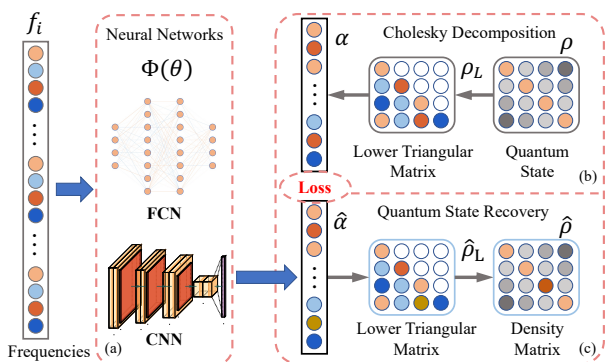 f_i
Frequencies
Neural Networks
Φ(θ)
FCN
CNN
(a)
α
Cholesky Decomposition
ρ_L
ρ
Lower Triangular
Matrix
Quantum
State
(b)
Loss
α̂
Quantum State Recovery
ρ̂_L
ρ̂
Lower Triangular
Matrix
Density
Matrix
(c)